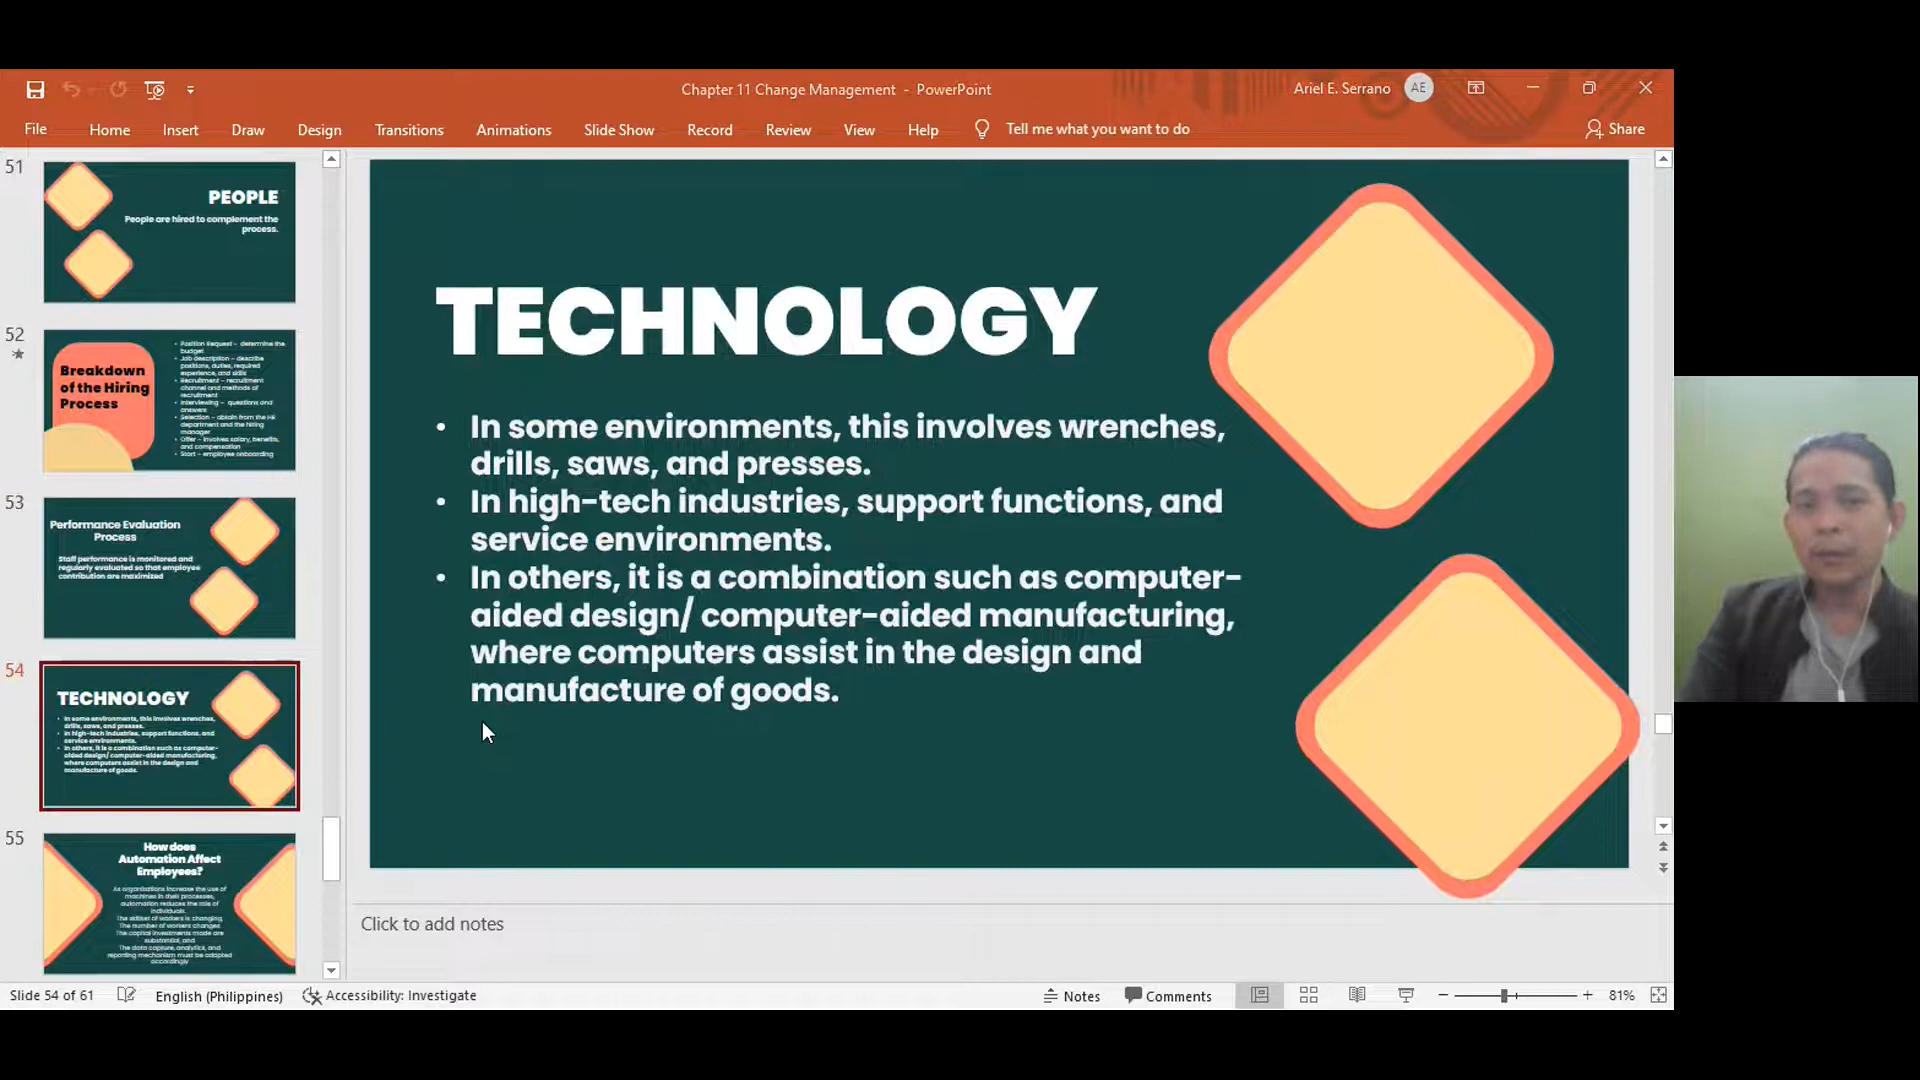 Chapter 11 Change Management - PowerPoint
Ariel E. Serrano
AE
File
Home
Insert
Draw
Design
Transitions
Animations
Slide Show
Record
Review
View
Help
Tell me what you want to do
Share
51
PEOPLE
People are hired to complement the
process.
52
Breakdown
of the Hiring
Process
• Position Request – determine the
budget
• Job description – describe
positions, duties, required
experience, and skills
• Recruitment – recruitment
channel and methods of
recruitment
• Interviewing – questions and
answers
• Selection – obtain from the HR
department and the hiring
manager
• Offer – involves salary, benefits,
and compensation
• Start – employee onboarding
53
Performance Evaluation
Process
Staff performance is monitored and
regularly evaluated so that employee
contribution are maximized
54
TECHNOLOGY
• In some environments, this involves wrenches,
drills, saws, and presses.
• In high-tech industries, support functions, and
service environments.
• In others, it is a combination such as computer-
aided design/ computer-aided manufacturing,
where computers assist in the design and
manufacture of goods.
55
How does
Automation Affect
Employees?
As organizations increase the use of
machines in their processes,
automation reduces the role of
individuals.
The skillset of workers is changing,
The number of workers changes
The capital investments made are
substantial, and
The data capture, analytics, and
reporting mechanism must be adapted
accordingly
TECHNOLOGY
• In some environments, this involves wrenches,
drills, saws, and presses.
• In high-tech industries, support functions, and
service environments.
• In others, it is a combination such as computer-
aided design/ computer-aided manufacturing,
where computers assist in the design and
manufacture of goods.
Click to add notes
Slide 54 of 61
English (Philippines)
Accessibility: Investigate
Notes
Comments
81%